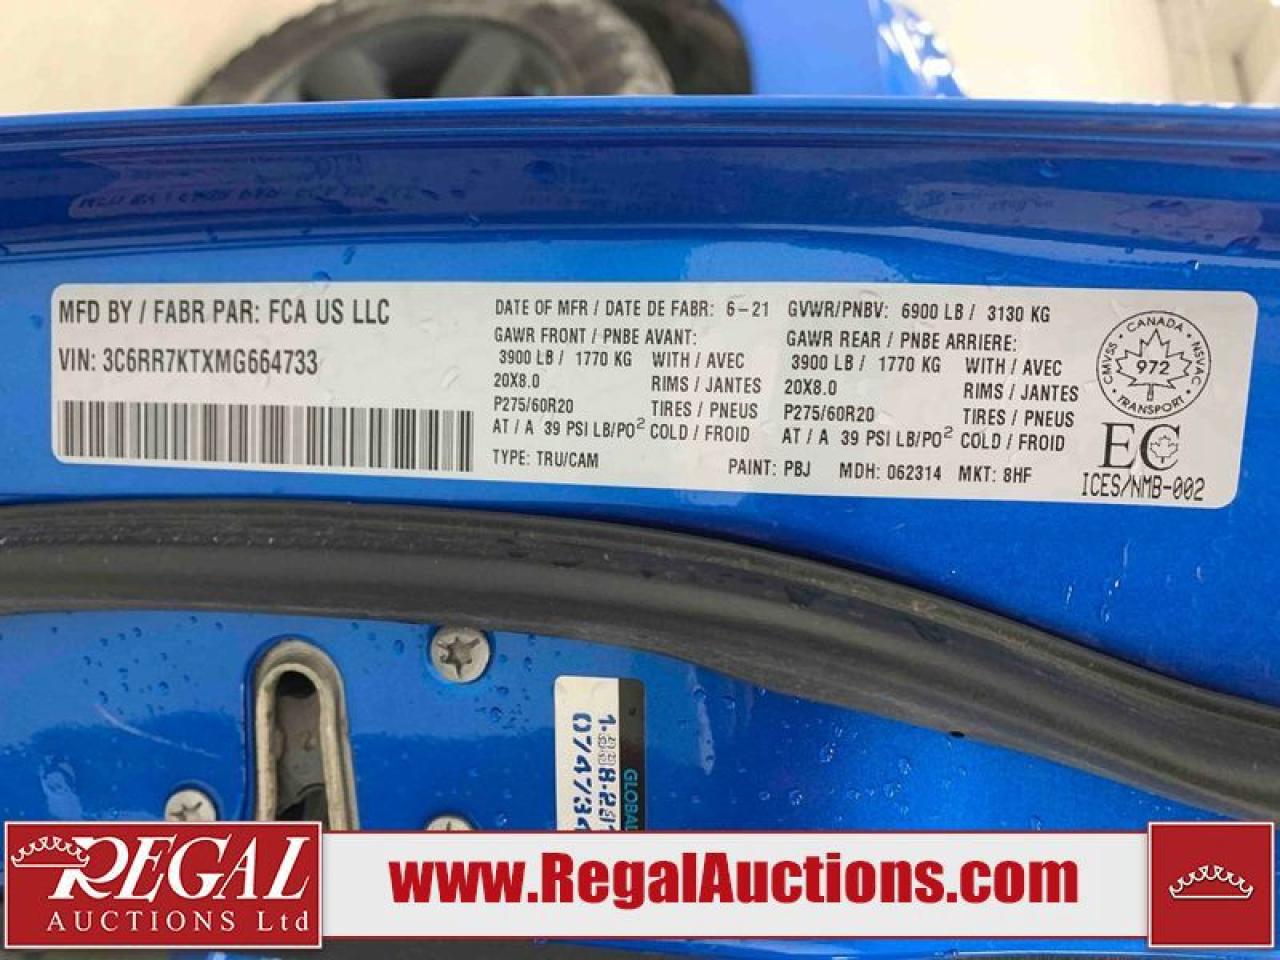 MFD BY / FABR PAR: FCA US LLC
VIN: 3C6RR7KTXMG664733
DATE OF MFR / DATE DE FABR: 6-21
GVWR/PNBV: 6900 LB / 3130 KG
GAWR FRONT / PNBE AVANT:
3900 LB / 1770 KG WITH / AVEC
20X8.0 RIMS / JANTES
P275/60R20 TIRES / PNEUS
AT / A 39 PSI LB/PO² COLD / FROID
GAWR REAR / PNBE ARRIERE:
3900 LB / 1770 KG WITH / AVEC
20X8.0 RIMS / JANTES
P275/60R20 TIRES / PNEUS
AT / A 39 PSI LB/PO² COLD / FROID
TYPE: TRU/CAM
PAINT: PBJ MDH: 062314 MKT: 8HF
CANADA
CMVSS
NSVAC
972
TRANSPORT
EC
ICES/NMB-002
GLOBAL
REGAL
AUCTIONS Ltd
www.RegalAuctions.com